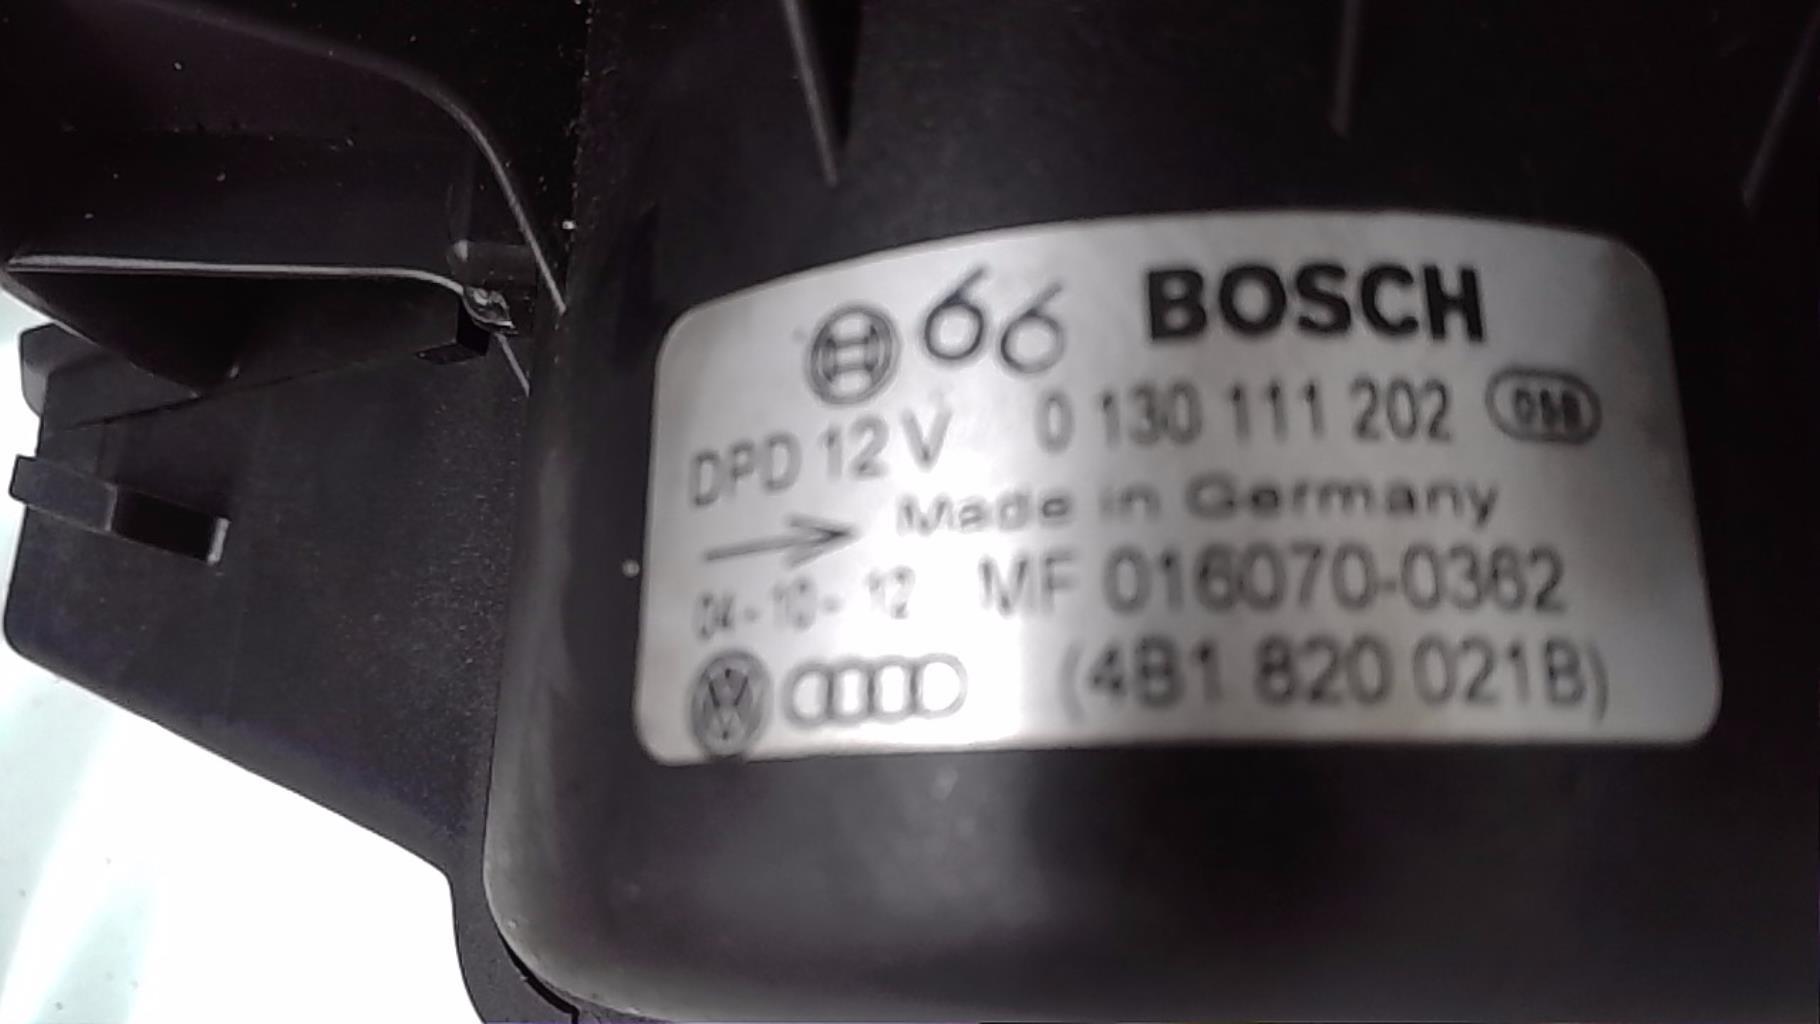 66 BOSCH
DPD 12 V 0 130 111 202
Made in Germany
04-10-12 MF 016070-0362
(4B1 820 021B)